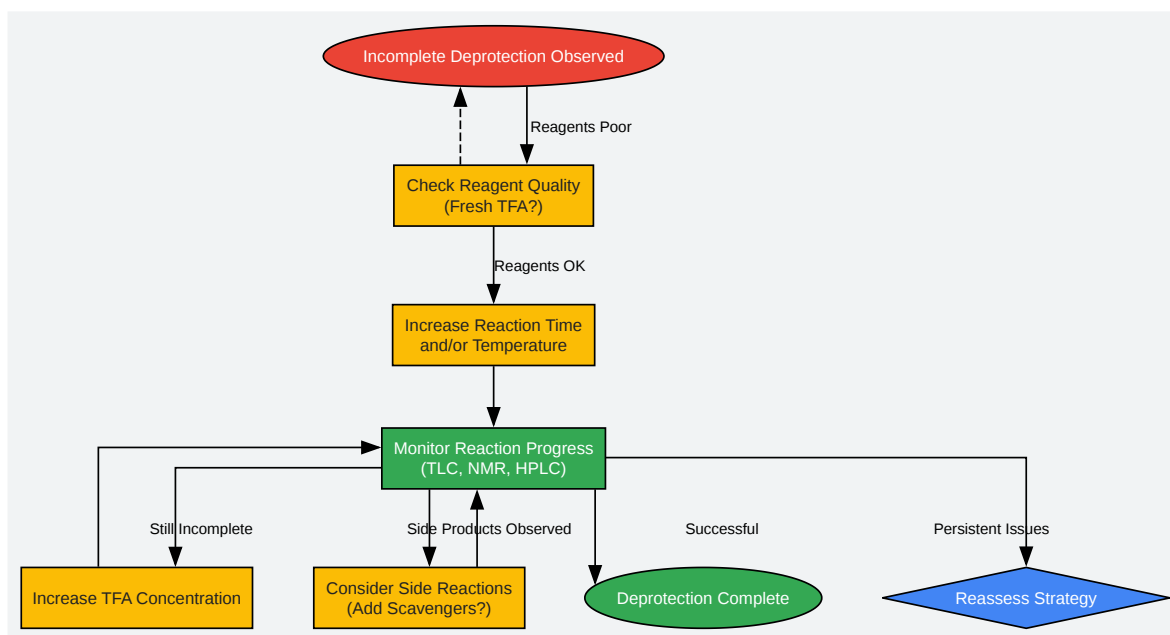 Incomplete Deprotection Observed
Reagents Poor
Check Reagent Quality
(Fresh TFA?)
Reagents OK
Increase Reaction Time
and/or Temperature
Monitor Reaction Progress
(TLC, NMR, HPLC)
Still Incomplete
Side Products Observed
Successful
Persistent Issues
Increase TFA Concentration
Consider Side Reactions
(Add Scavengers?)
Deprotection Complete
Reassess Strategy